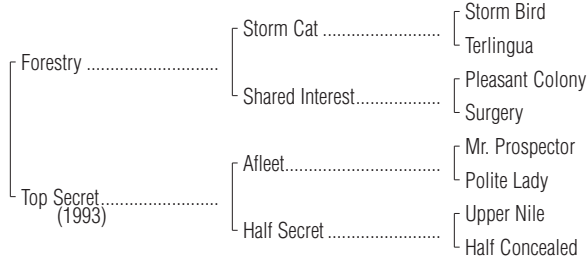 Storm Bird
Storm Cat ........................
Terlingua
Forestry ...........................
Pleasant Colony
Shared Interest.................
Surgery
Mr. Prospector
Afleet................................
Polite Lady
Top Secret........................
(1993)
Upper Nile
Half Secret ....................
Half Concealed